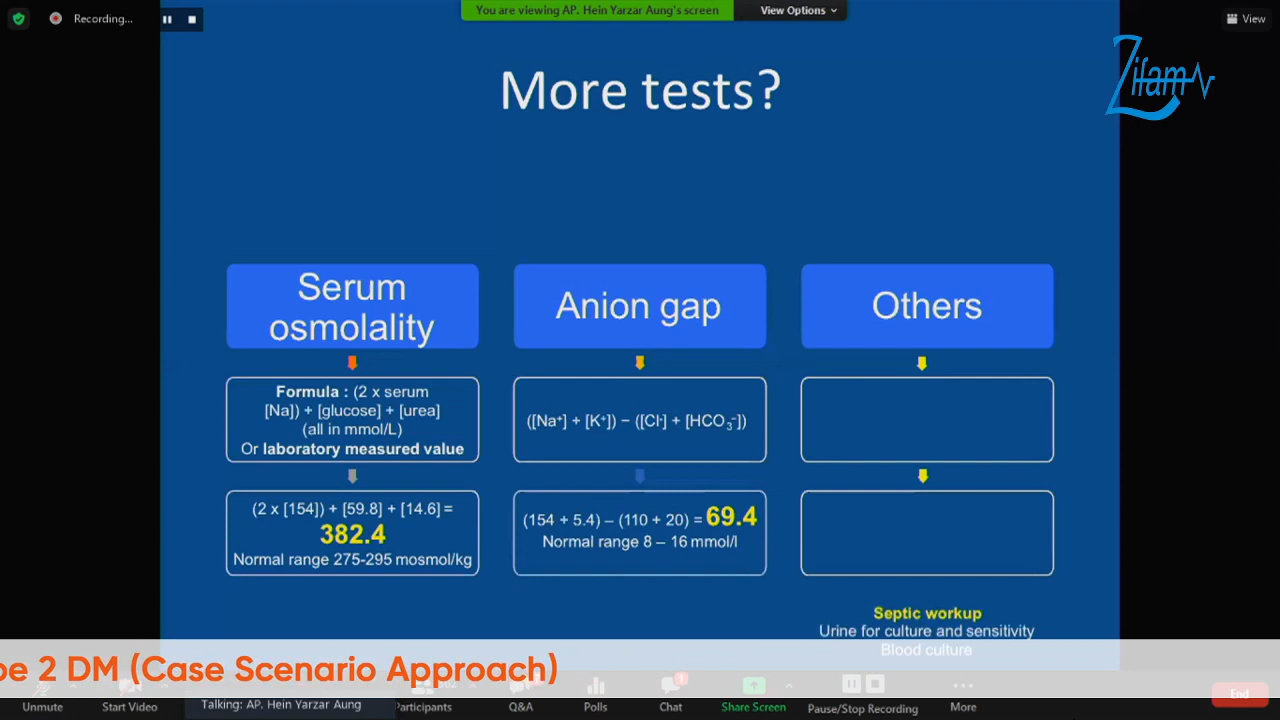 Recording...
You are viewing AP. Hein Yarzar Aung's screen
View Options
View
Zifam
More tests?
Serum
osmolality
Formula : (2 x serum
[Na]) + [glucose] + [urea]
(all in mmol/L)
Or laboratory measured value
(2 x [154]) + [59.8] + [14.6] =
382.4
Normal range 275-295 mosmol/kg
Anion gap
([Na⁺] + [K⁺]) − ([Cl-] + [HCO₃⁻])
(154 + 5.4) – (110 + 20) = 69.4
Normal range 8 – 16 mmol/l
Others
Septic workup
Urine for culture and sensitivity
Blood culture
2 DM (Case Scenario Approach)
Unmute
Start Video
Talking: AP. Hein Yarzar Aung
Participants
Q&A
Polls
1
Chat
Share Screen
Pause/Stop Recording
More
End